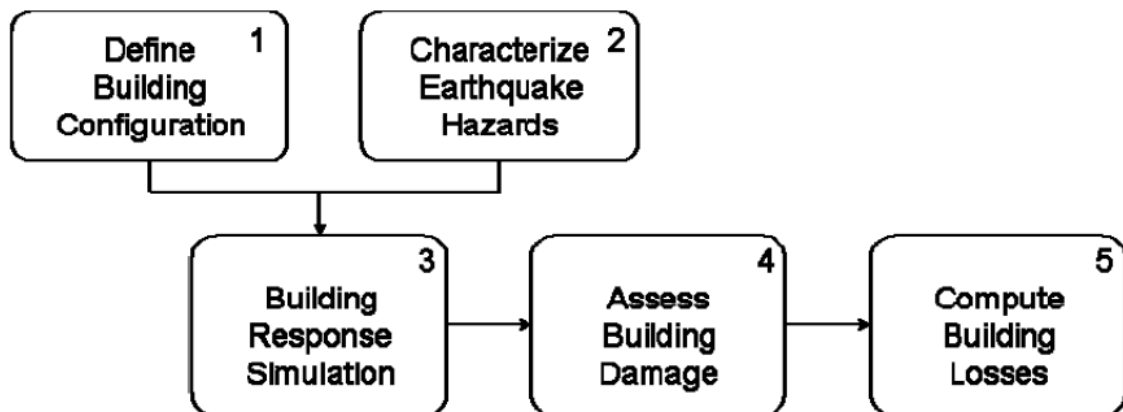 1
Define
Building
Configuration
2
Characterize
Earthquake
Hazards
3
Building
Response
Simulation
4
Assess
Building
Damage
5
Compute
Building
Losses